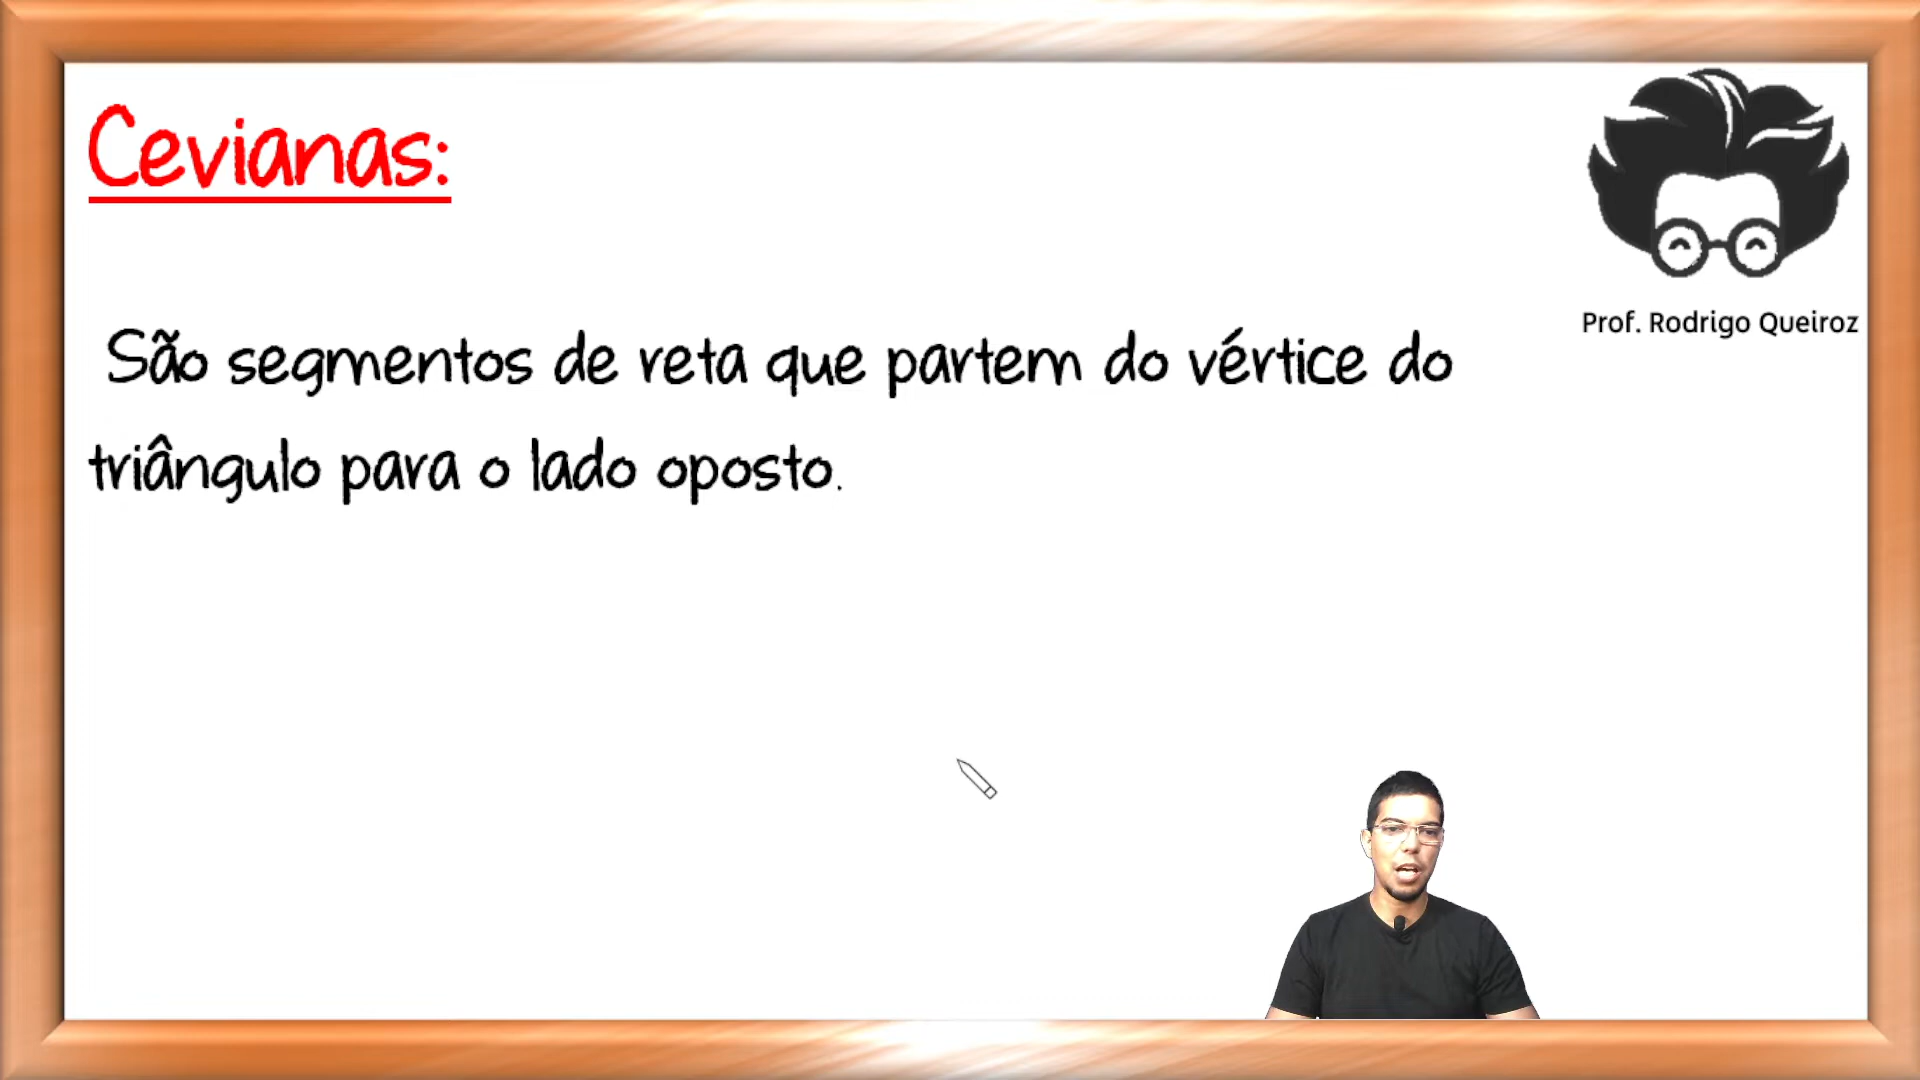 Cevianas:
Prof. Rodrigo Queiroz
São segmentos de reta que partem do vértice do
triângulo para o lado oposto.